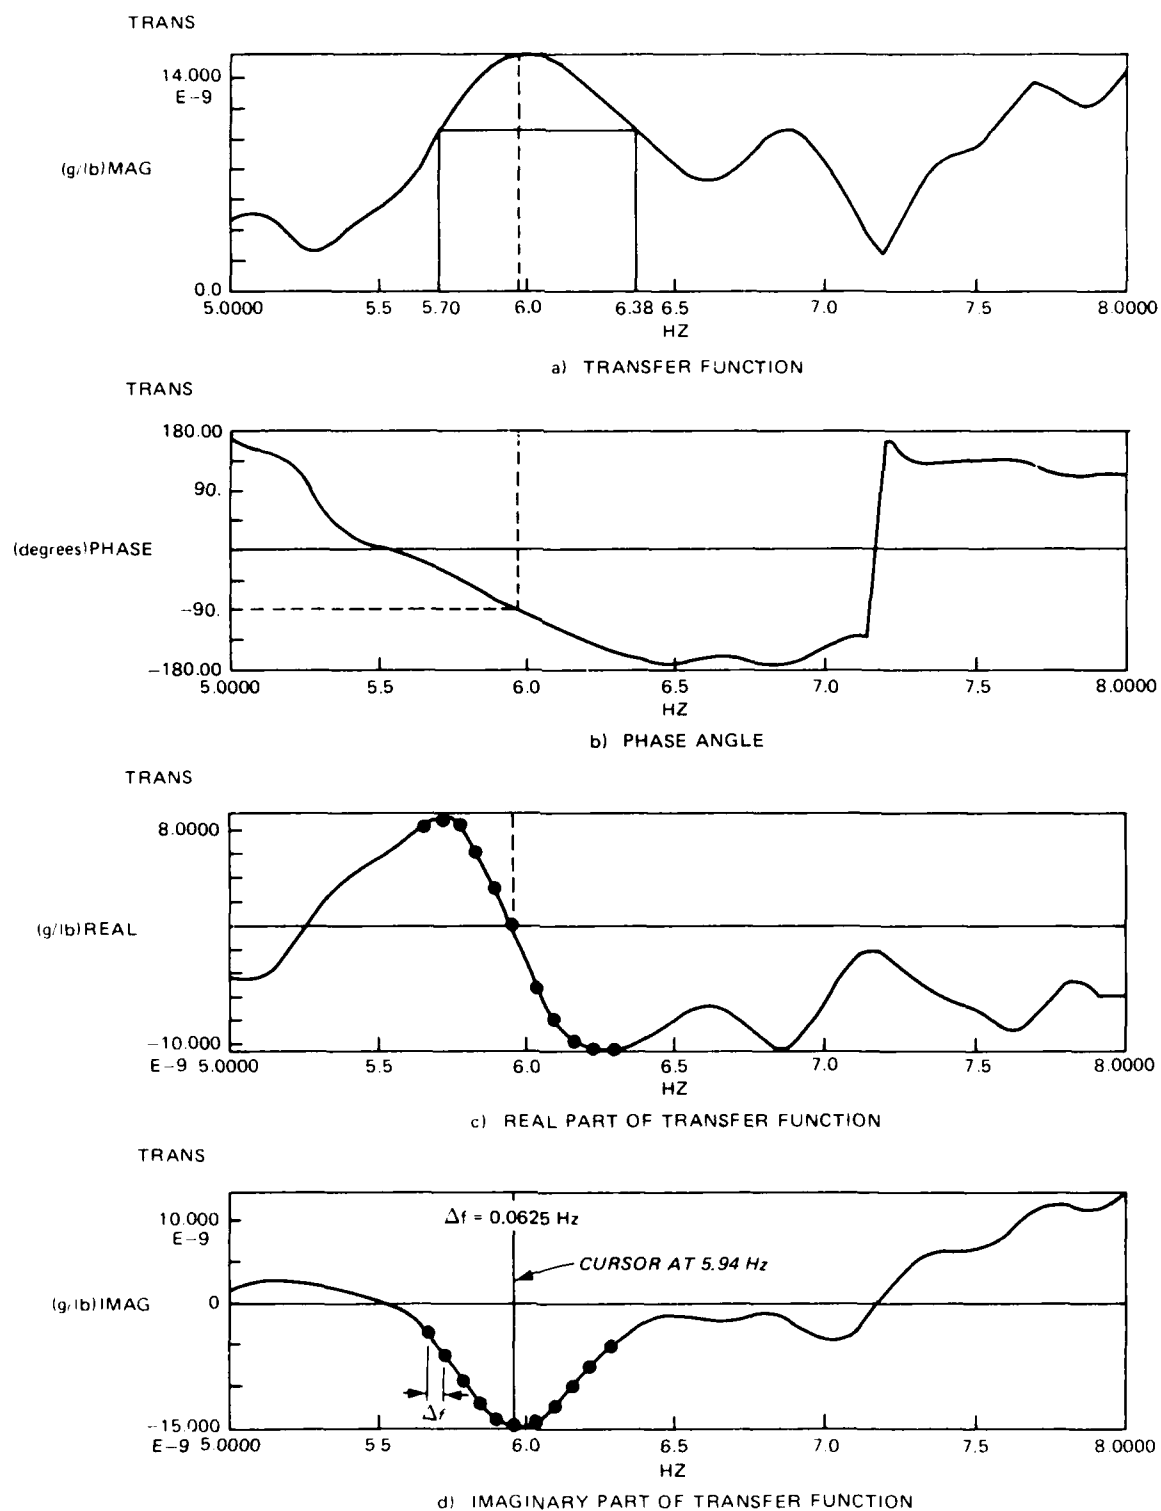 TRANS
14.000
E-9
(g/lb)MAG
0.0
5.0000 5.5 5.70 6.0 6.38 6.5 7.0 7.5 8.0000
HZ
a) TRANSFER FUNCTION
TRANS
180.00
90.
(degrees)PHASE
-90.
-180.00
5.0000 5.5 6.0 6.5 7.0 7.5 8.0000
HZ
b) PHASE ANGLE
TRANS
8.0000
(g/lb)REAL
-10.000
E-9 5.0000 5.5 6.0 6.5 7.0 7.5 8.0000
HZ
c) REAL PART OF TRANSFER FUNCTION
TRANS
10.000
E-9
Δf = 0.0625 Hz
CURSOR AT 5.94 Hz
(g/lb)IMAG
0
Δf
-15.000
E-9 5.0000 5.5 6.0 6.5 7.0 7.5 8.0000
HZ
d) IMAGINARY PART OF TRANSFER FUNCTION